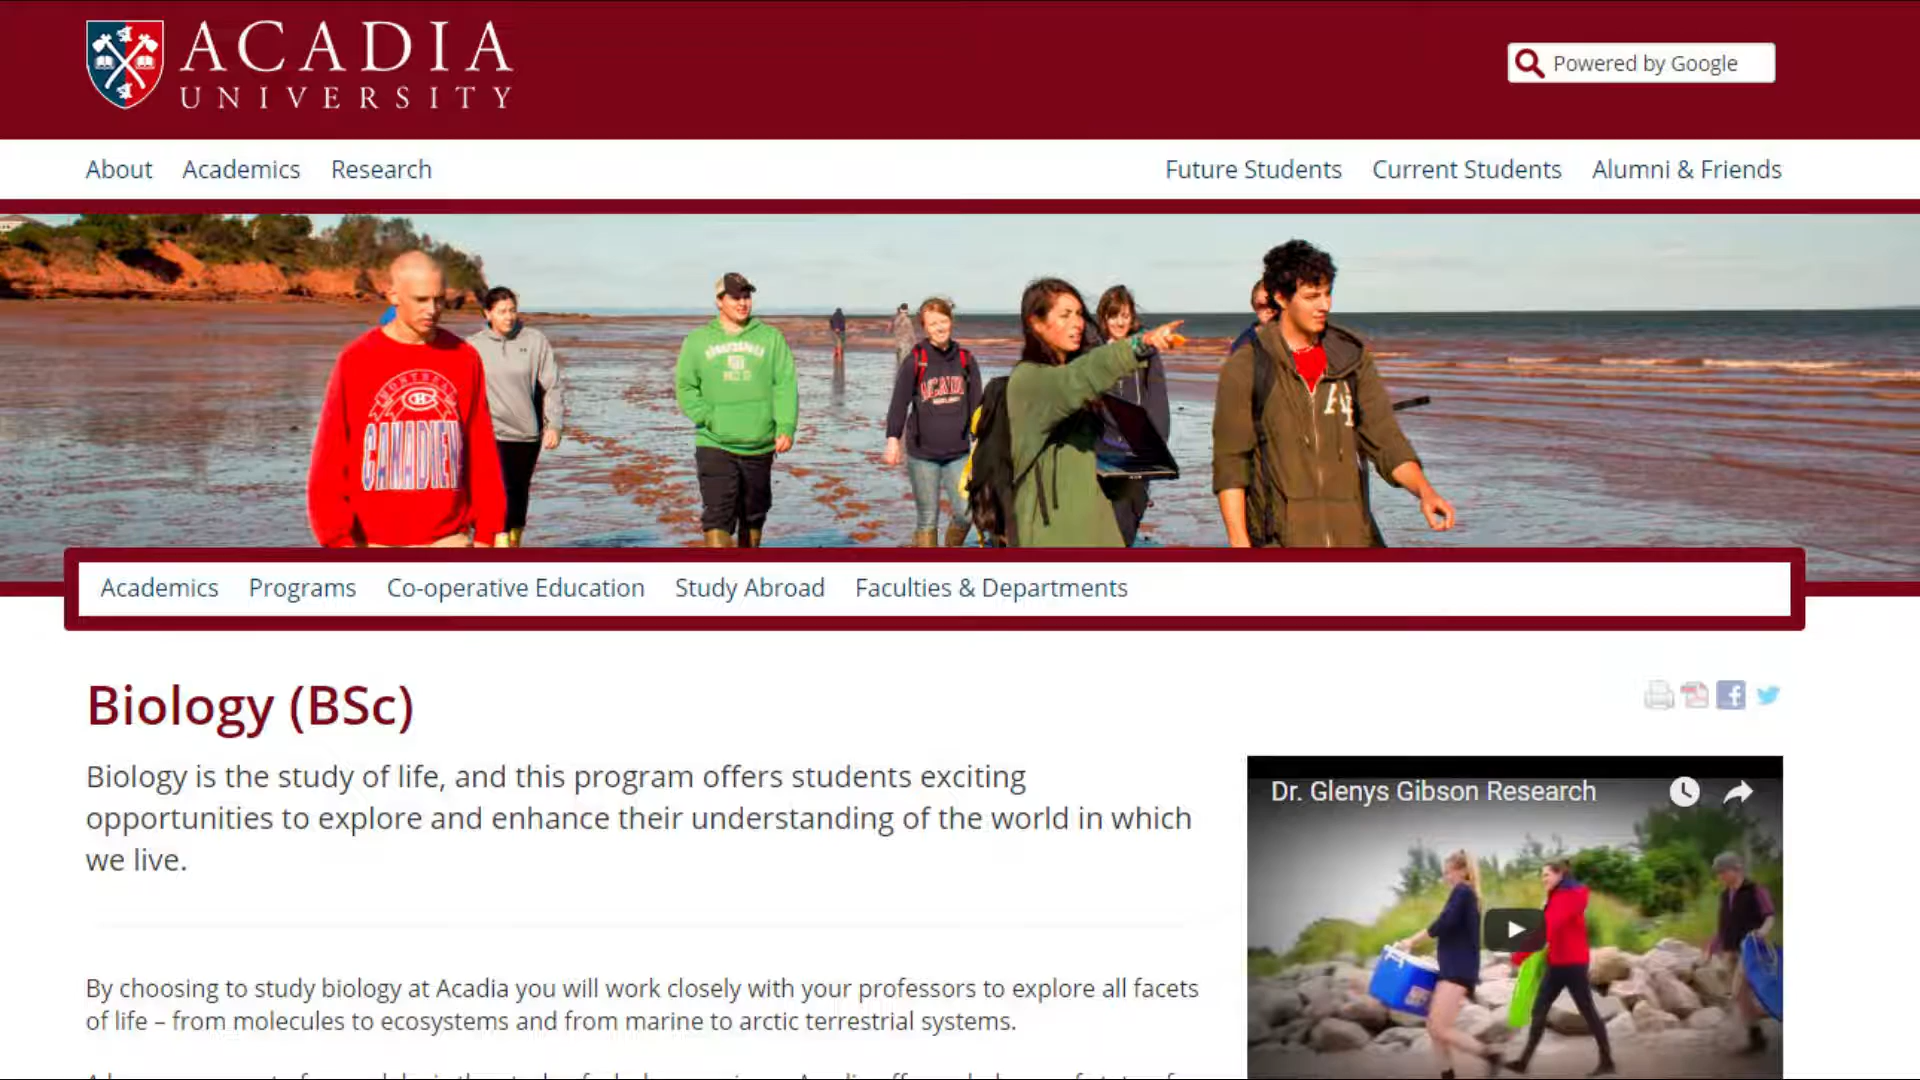 ACADIA
UNIVERSITY
Powered by Google
About Academics Research
Future Students Current Students Alumni & Friends
CANADIEN
ACADIA
Academics Programs Co-operative Education Study Abroad Faculties & Departments
Biology (BSc)
Biology is the study of life, and this program offers students exciting
opportunities to explore and enhance their understanding of the world in which
we live.
Dr. Glenys Gibson Research
By choosing to study biology at Acadia you will work closely with your professors to explore all facets
of life – from molecules to ecosystems and from marine to arctic terrestrial systems.